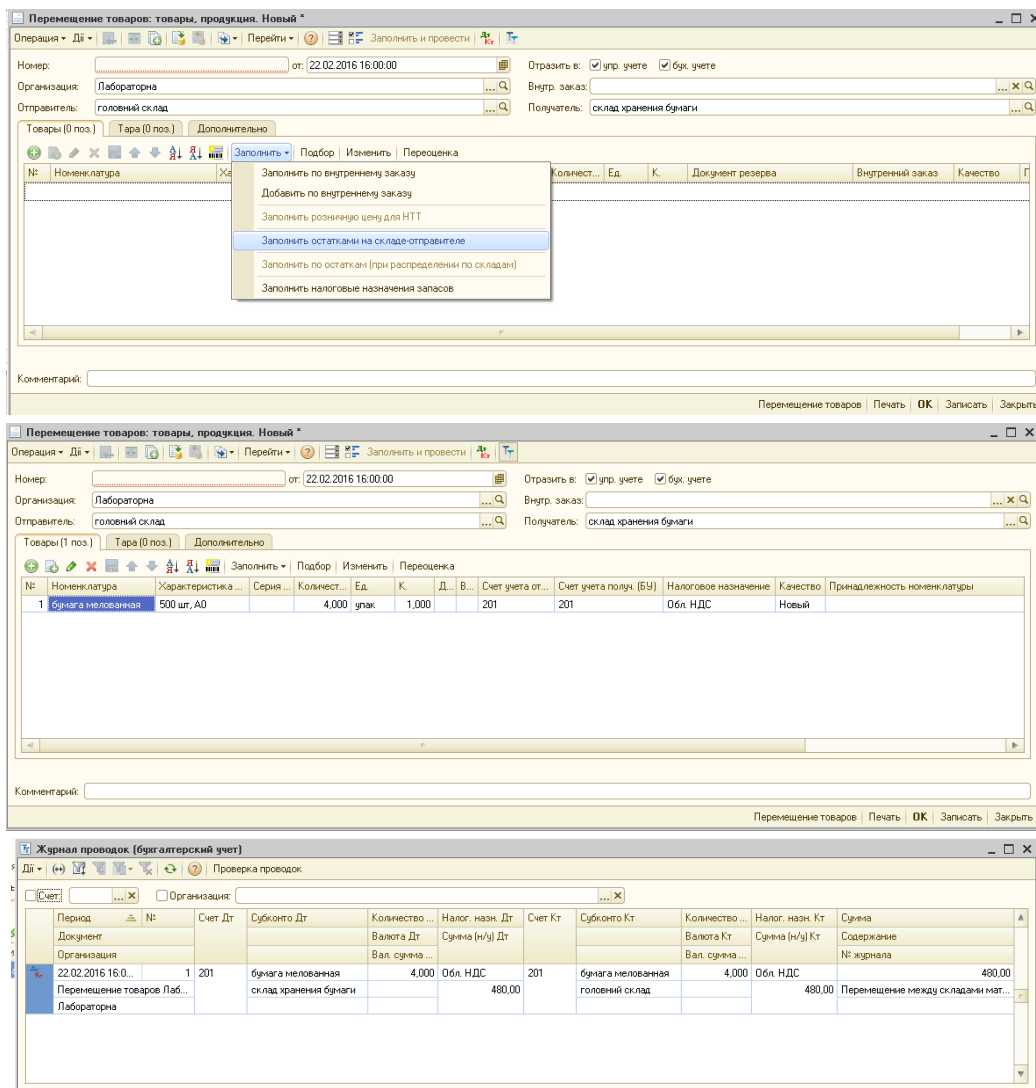 Перемещение товаров: товары, продукция. Новый *
Операция Дії Перейти Заполнить и провести Дт Кт Тт
Номер: от: 22.02.2016 16:00:00 Отразить в: упр. учете бух. учете
Организация: Лабораторна ... Внутр. заказ: ...
Отправитель: головний склад ... Получатель: склад хранения бумаги ...
Товары (0 поз.) Тара (0 поз.) Дополнительно
Заполнить Подбор Изменить Переоценка
№ Номенклатура Ха Количест... Ед. К. Документ резерва Внутренний заказ Качество П
Заполнить по внутреннему заказу
Добавить по внутреннему заказу
Заполнить розничную цену для НТТ
Заполнить остатками на складе-отправителе
Заполнить по остаткам (при распределении по складам)
Заполнить налоговые назначения запасов
Комментарий:
Перемещение товаров Печать OK Записать Закрыть
Перемещение товаров: товары, продукция. Новый *
Операция Дії Перейти Заполнить и провести Дт Кт Тт
Номер: от: 22.02.2016 16:00:00 Отразить в: упр. учете бух. учете
Организация: Лабораторна ... Внутр. заказ: ...
Отправитель: головний склад ... Получатель: склад хранения бумаги ...
Товары (1 поз.) Тара (0 поз.) Дополнительно
Заполнить Подбор Изменить Переоценка
№ Номенклатура Характеристика ... Серия ... Количест... Ед. К. Д... В... Счет учета от... Счет учета получ. (БУ) Налоговое назначение Качество Принадлежность номенклатуры
1 бумага мелованная 500 шт, А0 4,000 упак 1,000 201 201 Обл. НДС Новый
Комментарий:
Перемещение товаров Печать OK Записать Закрыть
Журнал проводок (бухгалтерский учет)
Дії Проверка проводок
Счет: ... Организация: ...
Период № Счет Дт Субконто Дт Количество ... Налог. назн. Дт Счет Кт Субконто Кт Количество ... Налог. назн. Кт Сумма
Документ Валюта Дт Сумма (н/у) Дт Валюта Кт Сумма (н/у) Кт Содержание
Организация Вал. сумма ... Вал. сумма ... № журнала
22.02.2016 16:0... 1 201 бумага мелованная 4,000 Обл. НДС 201 бумага мелованная 4,000 Обл. НДС 480,00
Перемещение товаров Лаб... склад хранения бумаги 480,00 головний склад 480,00 Перемещение между складами мат...
Лабораторна